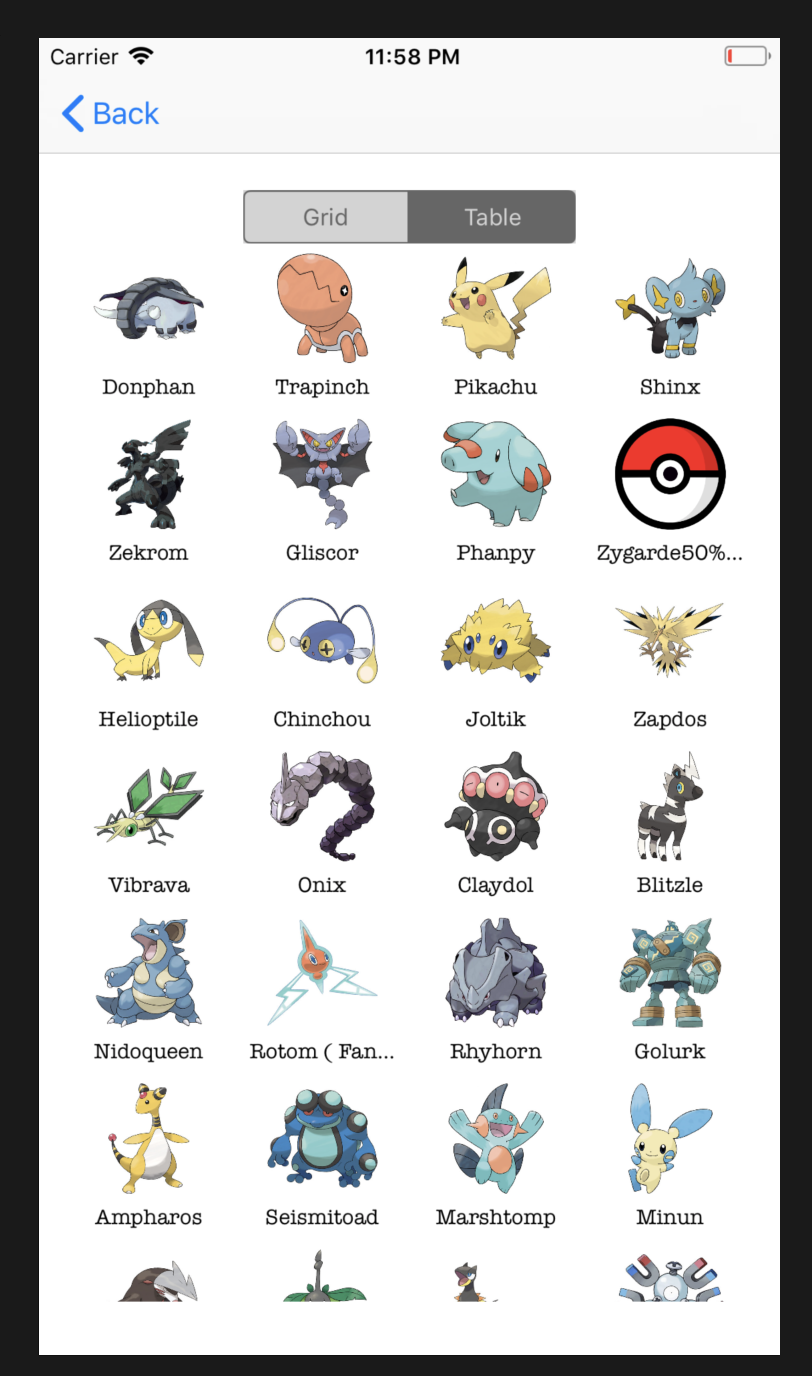 Carrier 11:58 PM
Back
Grid Table
Donphan Trapinch Pikachu Shinx
Zekrom Gliscor Phanpy Zygarde50%...
Helioptile Chinchou Joltik Zapdos
Vibrava Onix Claydol Blitzle
Nidoqueen Rotom ( Fan... Rhyhorn Golurk
Ampharos Seismitoad Marshtomp Minun